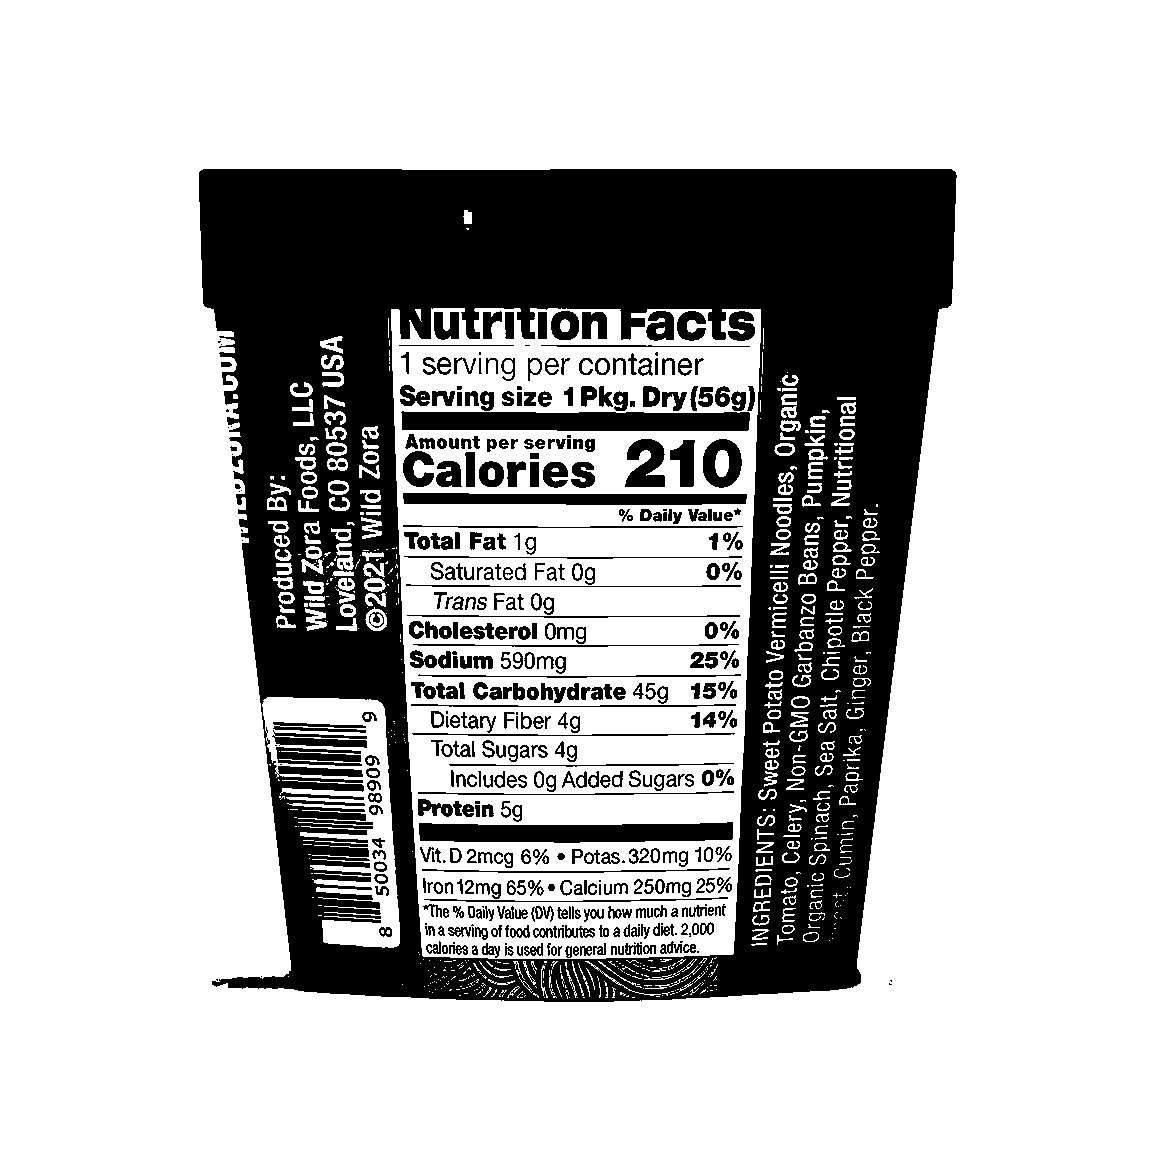 WILDZORA.COM
Produced By:
Wild Zora Foods, LLC
Loveland, CO 80537 USA
©2021 Wild Zora
8 50034 98909 9
Nutrition Facts
1 serving per container
Serving size 1 Pkg. Dry (56g)
Amount per serving
Calories 210
% Daily Value*
Total Fat 1g 1%
Saturated Fat 0g 0%
Trans Fat 0g
Cholesterol 0mg 0%
Sodium 590mg 25%
Total Carbohydrate 45g 15%
Dietary Fiber 4g 14%
Total Sugars 4g
Includes 0g Added Sugars 0%
Protein 5g
Vit. D 2mcg 6% • Potas. 320mg 10%
Iron 12mg 65% • Calcium 250mg 25%
*The % Daily Value (DV) tells you how much a nutrient
in a serving of food contributes to a daily diet. 2,000
calories a day is used for general nutrition advice.
INGREDIENTS: Sweet Potato Vermicelli Noodles, Organic
Tomato, Celery, Non-GMO Garbanzo Beans, Pumpkin,
Organic Spinach, Sea Salt, Chipotle Pepper, Nutritional
Cumin, Paprika, Ginger, Black Pepper.